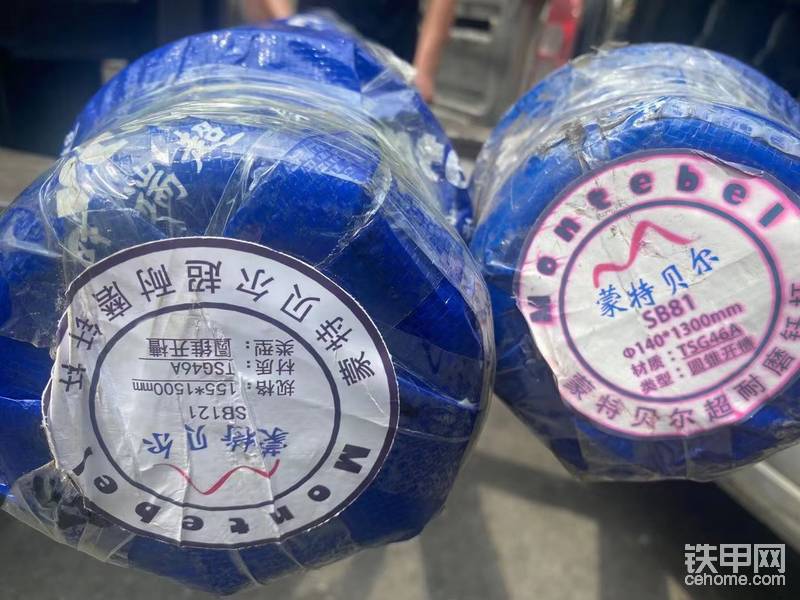 蒙特贝尔超耐磨钎杆
Montebel
蒙特贝尔
SB121
规格：155*1500mm
材质：TSG46A
类型：圆锥开槽
Montebel
蒙特贝尔
SB81
Φ140*1300mm
材质：TSG46A
类型：圆锥开槽
蒙特贝尔超耐磨钎杆
超
铁甲网
cehome.com